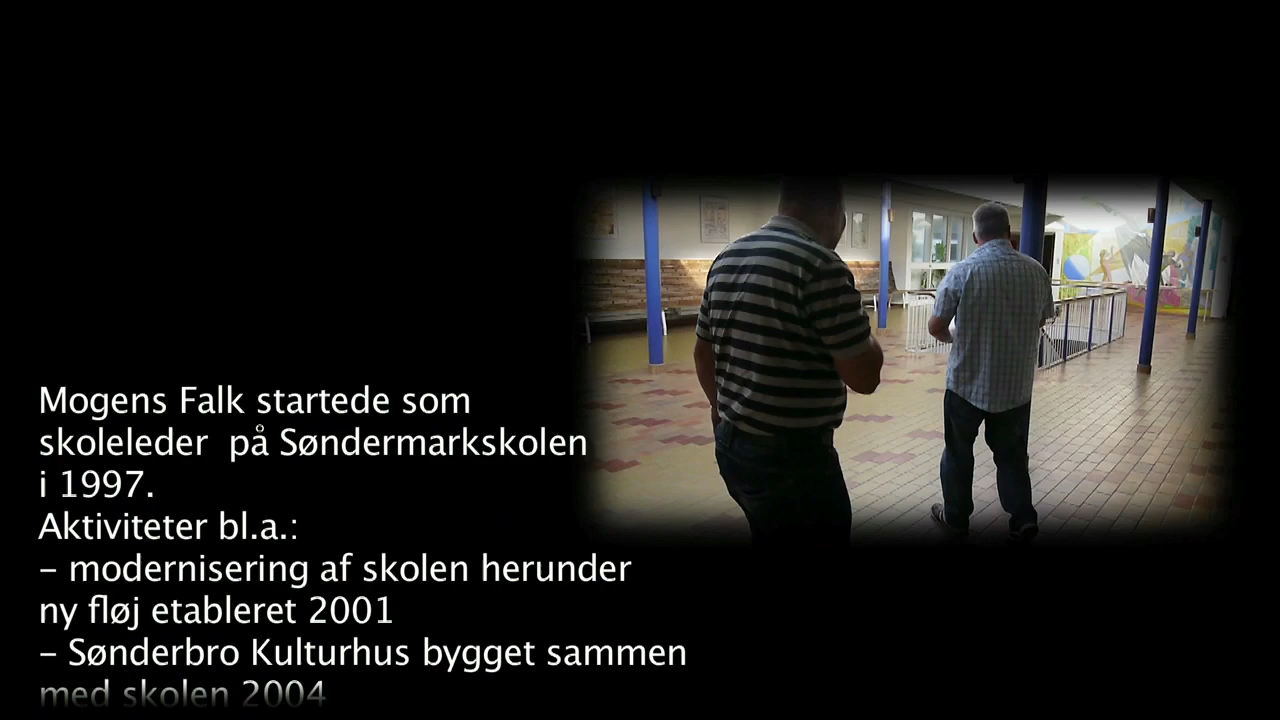 Mogens Falk startede som
skoleleder  på Søndermarkskolen
i 1997.
Aktiviteter bl.a.:
– modernisering af skolen herunder
ny fløj etableret 2001
– Sønderbro Kulturhus bygget sammen
med skolen 2004